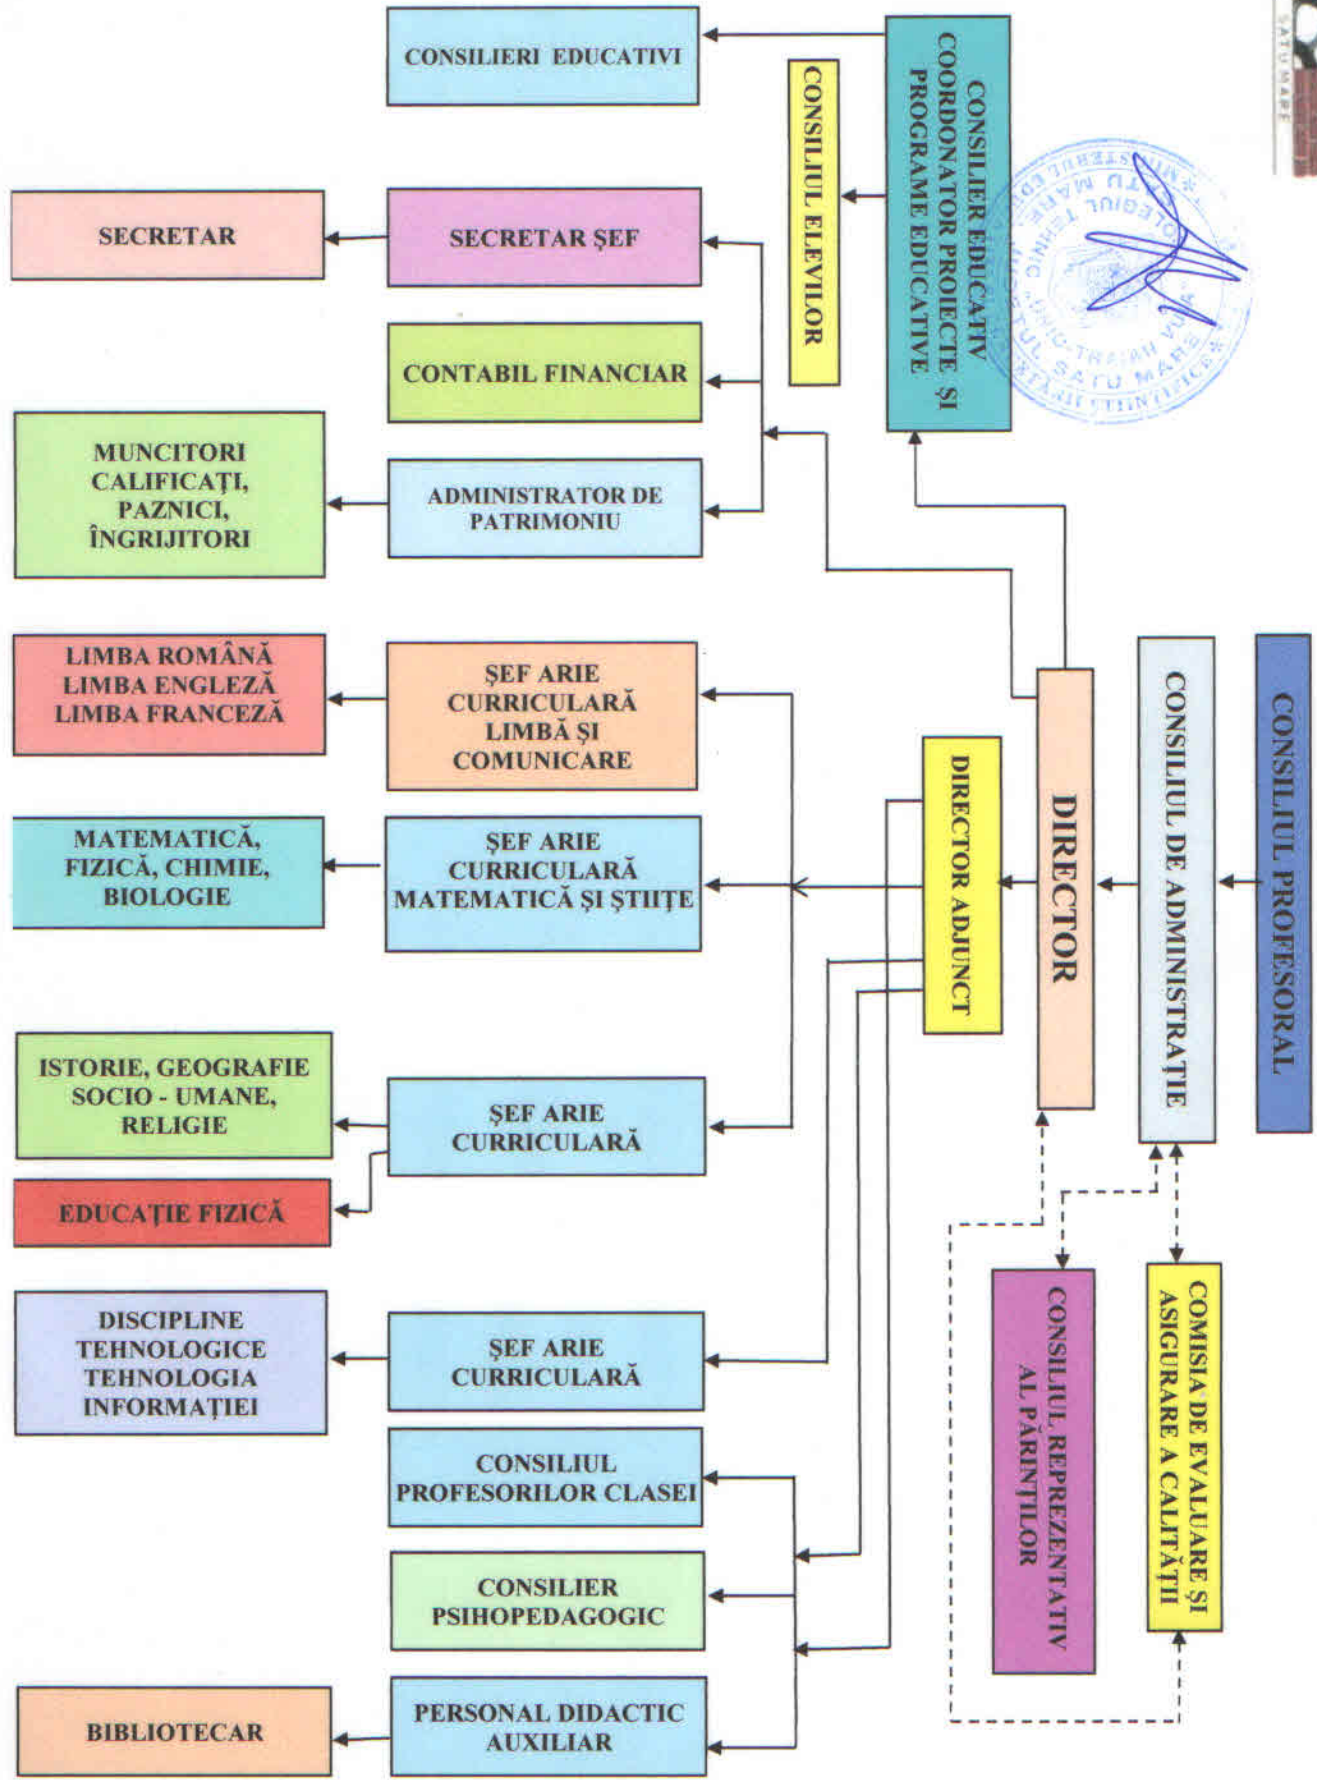 SATU MARE
CONSILIUL PROFESORAL
CONSILIUL DE ADMINISTRAȚIE
DIRECTOR
DIRECTOR ADJUNCT
COMISIA DE EVALUARE ȘI
ASIGURARE A CALITĂȚII
CONSILIUL REPREZENTATIV
AL PĂRINȚILOR
CONSILIER EDUCATIV
COORDONATOR PROIECTE ȘI
PROGRAME EDUCATIVE
CONSILIUL ELEVILOR
CONSILIERI EDUCATIVI
SECRETAR ȘEF
SECRETAR
CONTABIL FINANCIAR
ADMINISTRATOR DE
PATRIMONIU
MUNCITORI
CALIFICAȚI,
PAZNICI,
ÎNGRIJITORI
ȘEF ARIE
CURRICULARĂ
LIMBĂ ȘI
COMUNICARE
LIMBA ROMÂNĂ
LIMBA ENGLEZĂ
LIMBA FRANCEZĂ
ȘEF ARIE
CURRICULARĂ
MATEMATICĂ ȘI ȘTIIȚE
MATEMATICĂ,
FIZICĂ, CHIMIE,
BIOLOGIE
ȘEF ARIE
CURRICULARĂ
ISTORIE, GEOGRAFIE
SOCIO - UMANE,
RELIGIE
EDUCAȚIE FIZICĂ
ȘEF ARIE
CURRICULARĂ
DISCIPLINE
TEHNOLOGICE
TEHNOLOGIA
INFORMAȚIEI
CONSILIUL
PROFESORILOR CLASEI
CONSILIER
PSIHOPEDAGOGIC
PERSONAL DIDACTIC
AUXILIAR
BIBLIOTECAR